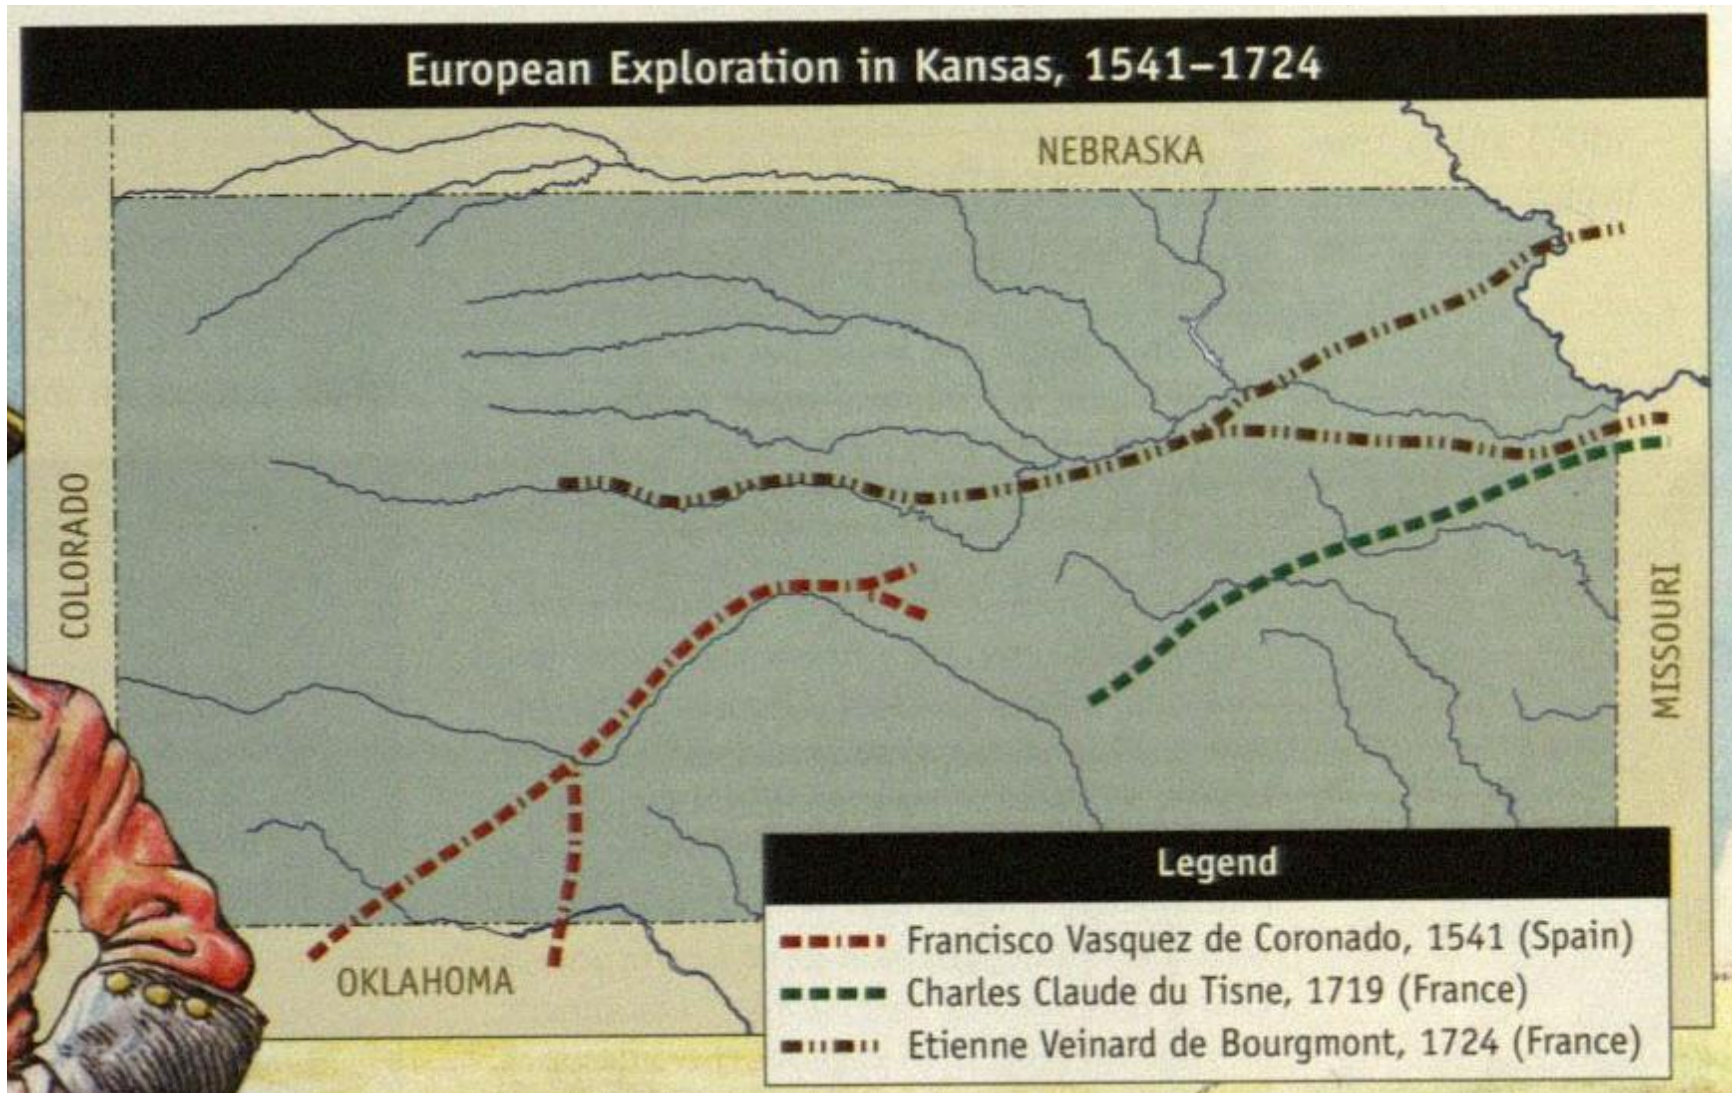 European Exploration in Kansas, 1541–1724
NEBRASKA
COLORADO
MISSOURI
OKLAHOMA
Legend
Francisco Vasquez de Coronado, 1541 (Spain)
Charles Claude du Tisne, 1719 (France)
Etienne Veinard de Bourgmont, 1724 (France)